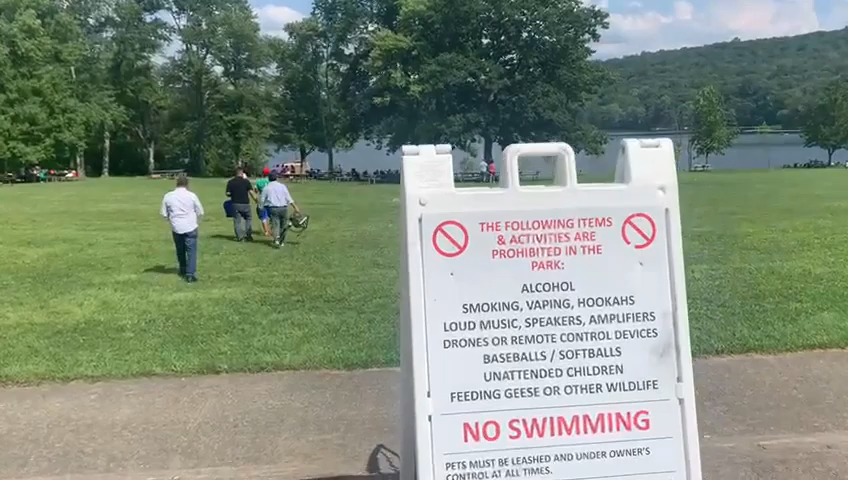 THE FOLLOWING ITEMS
& ACTIVITIES ARE
PROHIBITED IN THE
PARK:
ALCOHOL
SMOKING, VAPING, HOOKAHS
LOUD MUSIC, SPEAKERS, AMPLIFIERS
DRONES OR REMOTE CONTROL DEVICES
BASEBALLS / SOFTBALLS
UNATTENDED CHILDREN
FEEDING GEESE OR OTHER WILDLIFE
NO SWIMMING
PETS MUST BE LEASHED AND UNDER OWNER'S
CONTROL AT ALL TIMES.